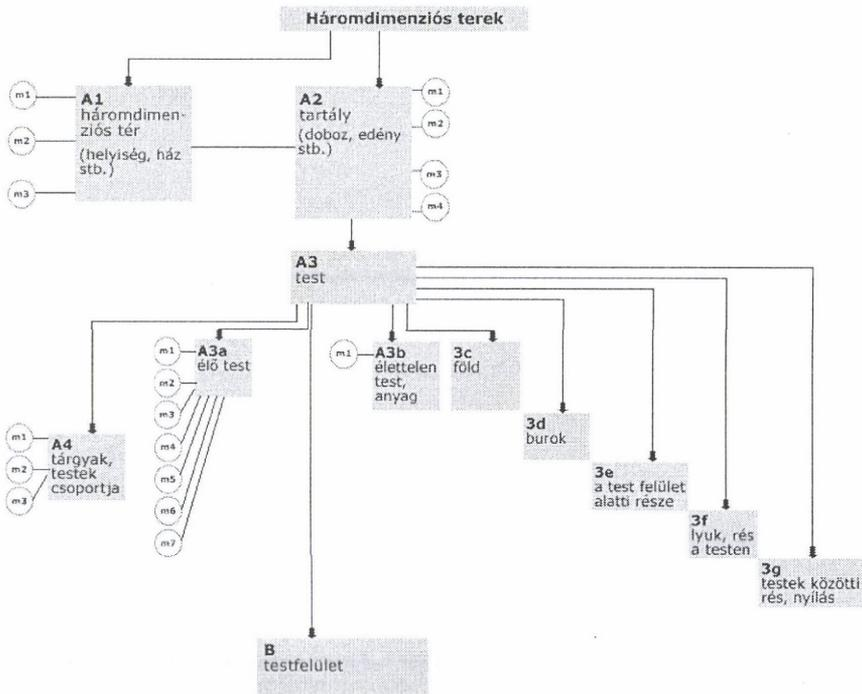 Háromdimenziós terek
m1
m2
m3
A1
háromdimen-
ziós tér
(helyiség, ház
stb.)
A2
tartály
(doboz, edény
stb.)
m1
m2
m3
m4
A3
test
m1
m2
m3
m4
m5
m6
m7
A3a
élő test
m1
A3b
élettelen
test,
anyag
3c
föld
3d
burok
m1
m2
m3
A4
tárgyak,
testek
csoportja
3e
a test felület
alatti része
3f
lyuk, rés
a testen
3g
testek közötti
rés, nyílás
B
testfelület